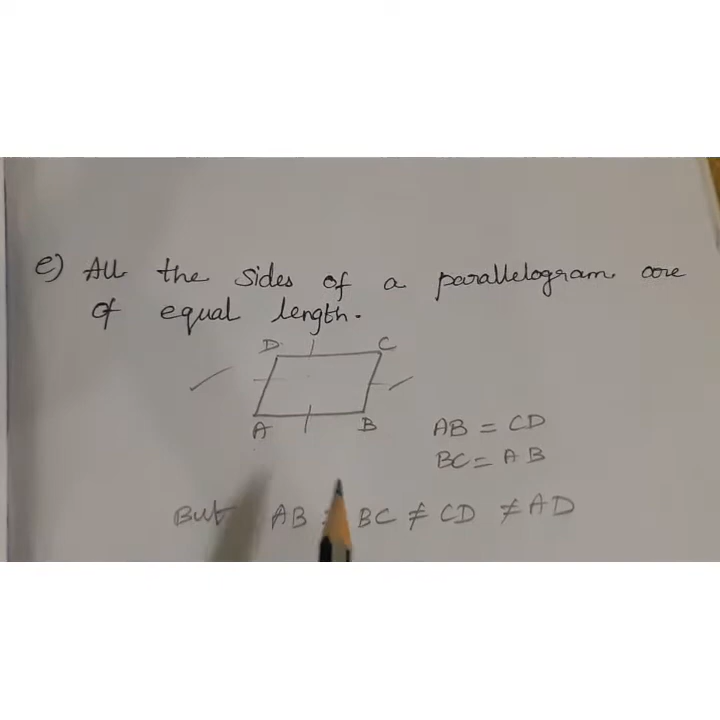 e) All the sides of a parallelogram are
of equal length.
D C
A B
AB = CD
BC = AB
But AB BC ≠ CD ≠ AD